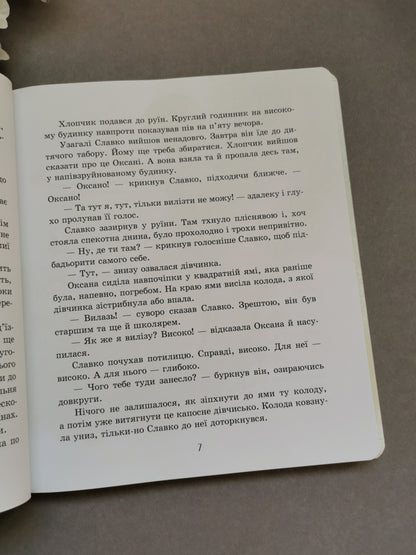 Хлопчик подався до руїн. Круглий годинник на високо-
му будинку навпроти показував пів на п'яту вечора.
Узагалі Славко вийшов ненадовго. Завтра він їде до ди-
тячого табору. Йому ще треба збиратися. Хлопчик вийшов
сказати про це Оксані. А вона взяла та й пропала десь там,
у напівзруйнованому будинку.
— Оксано! — крикнув Славко, підходячи ближче. —
Оксано!
— Та тут я, тут, тільки вилізти не можу! — здалеку і глу-
хо пролунав її голос.
Славко зазирнув у руїни. Там тхнуло пліснявою і, хоч
стояла спекотна днина, було прохолодно і трохи непривітно.
— Ну, де ти там? — крикнув голосніше Славко, щоб під-
бадьорити самого себе.
— Тут, — знизу озвалася дівчинка.
Оксана сиділа навпочіпки у квадратній ямі, яка раніше
була, напевно, погребом. На краю ями висіла колода, з якої
дівчинка зістрибнула або впала.
— Вилазь! — суворо сказав Славко. Зрештою, він був
старшим та ще й школярем.
— Як же я вилізу? Високо! — відказала Оксана й насу-
пилася.
Славко почухав потилицю. Справді, високо. Для неї —
високо. А для нього — глибоко.
— Чого тебе туди занесло? — буркнув він, озираючись
довкруги.
Нічого не залишалося, як зіпхнути до ями ту колоду,
а потім уже витягнути це капосне дівчисько. Колода ковзну-
ла униз, тільки-но Славко до неї доторкнувся.
7